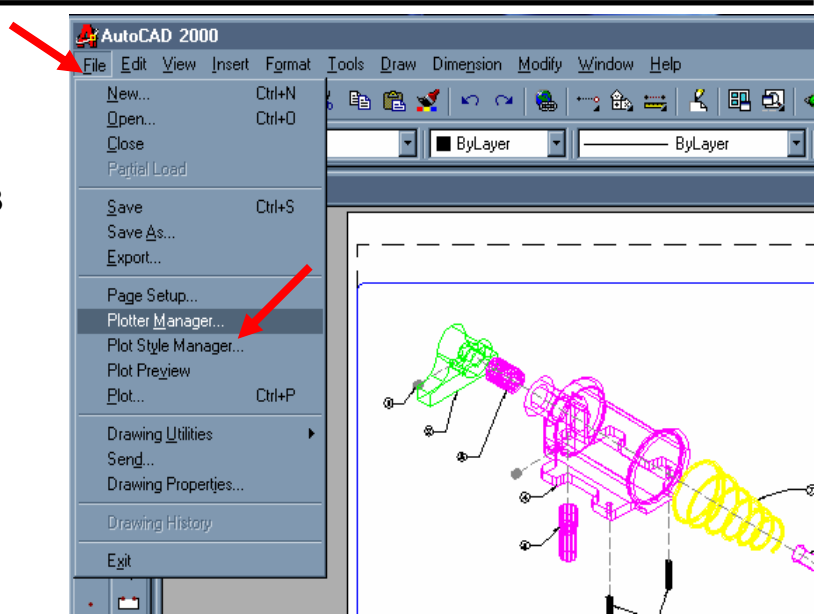 AutoCAD 2000
File Edit View Insert Format Tools Draw Dimension Modify Window Help
New... Ctrl+N
Open... Ctrl+O
Close
Partial Load
ByLayer ByLayer
Save Ctrl+S
Save As...
Export...
Page Setup...
Plotter Manager...
Plot Style Manager...
Plot Preview
Plot... Ctrl+P
Drawing Utilities
Send...
Drawing Properties...
Drawing History
Exit